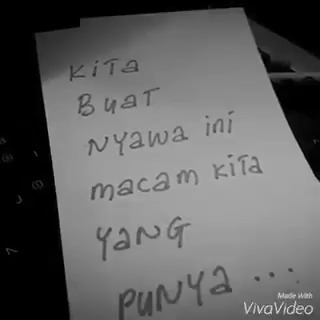 KITA
BUAT
NYAWA ini
macam KITA
YANG
PUNYA ...
Made With
VivaVideo